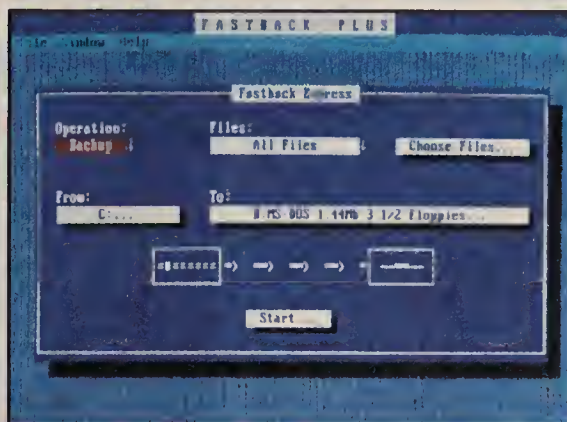 FASTBACK PLUS
File Window Help
Fastback Express
Operation: Files:
Backup ↓ All Files ↓ Choose Files...
From: To:
C:... MS-DOS 1.44Mb 3 1/2 Floppies...
Start